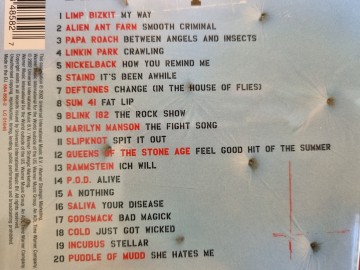 48582 7
1 LIMP BIZKIT MY WAY
2 ALIEN ANT FARM SMOOTH CRIMINAL
3 PAPA ROACH BETWEEN ANGELS AND INSECTS
4 LINKIN PARK CRAWLING
5 NICKELBACK HOW YOU REMIND ME
6 STAIND IT'S BEEN AWHILE
7 DEFTONES CHANGE (IN THE HOUSE OF FLIES)
8 SUM 41 FAT LIP
9 BLINK 182 THE ROCK SHOW
10 MARILYN MANSON THE FIGHT SONG
11 SLIPKNOT SPIT IT OUT
12 QUEENS OF THE STONE AGE FEEL GOOD HIT OF THE SUMMER
13 RAMMSTEIN ICH WILL
14 P.O.D. ALIVE
15 A NOTHING
16 SALIVA YOUR DISEASE
17 GODSMACK BAD MAGICK
18 COLD JUST GOT WICKED
19 INCUBUS STELLAR
20 PUDDLE OF MUDD SHE HATES ME